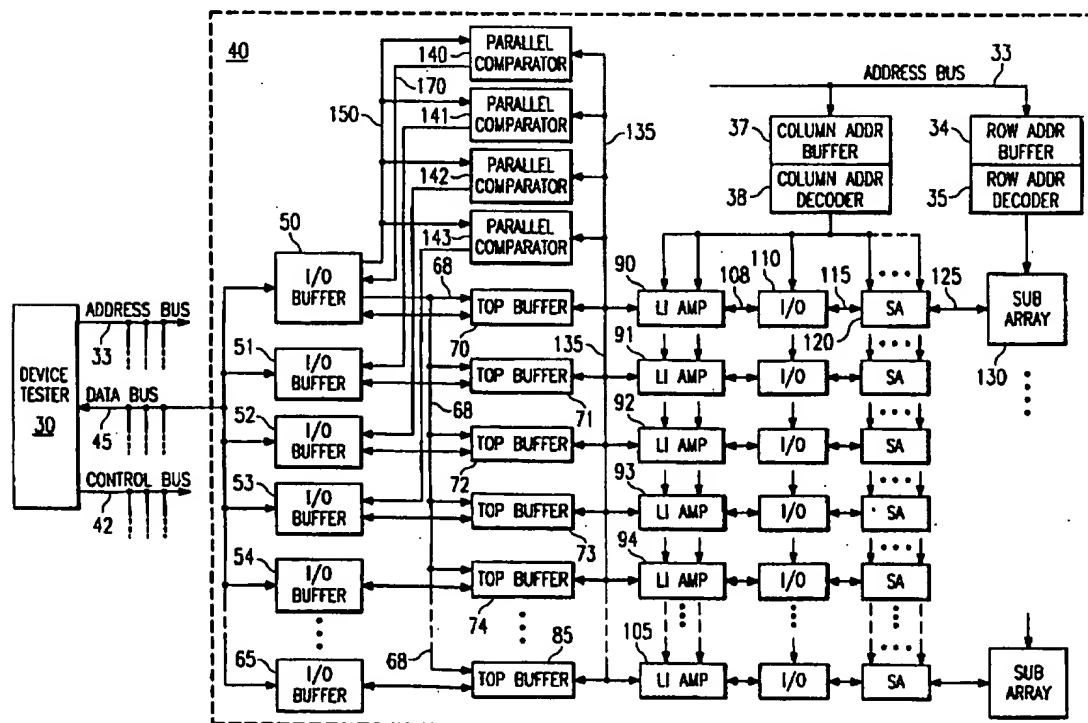 40
140
170
PARALLEL
COMPARATOR
150
141
PARALLEL
COMPARATOR
142
PARALLEL
COMPARATOR
143
PARALLEL
COMPARATOR
135
ADDRESS BUS
33
37
COLUMN ADDR
BUFFER
38
COLUMN ADDR
DECODER
34
ROW ADDR
BUFFER
35
ROW ADDR
DECODER
50
I/O
BUFFER
68
TOP BUFFER
70
90
LI AMP
108
110
I/O
115
SA
120
125
SUB
ARRAY
130
DEVICE
TESTER
30
ADDRESS BUS
33
DATA BUS
45
CONTROL BUS
42
51
I/O
BUFFER
TOP BUFFER
71
135
91
LI AMP
I/O
SA
52
I/O
BUFFER
68
TOP BUFFER
72
92
LI AMP
I/O
SA
53
I/O
BUFFER
TOP BUFFER
73
93
LI AMP
I/O
SA
54
I/O
BUFFER
TOP BUFFER
74
94
LI AMP
I/O
SA
65
I/O
BUFFER
68
85
TOP BUFFER
105
LI AMP
I/O
SA
SUB
ARRAY